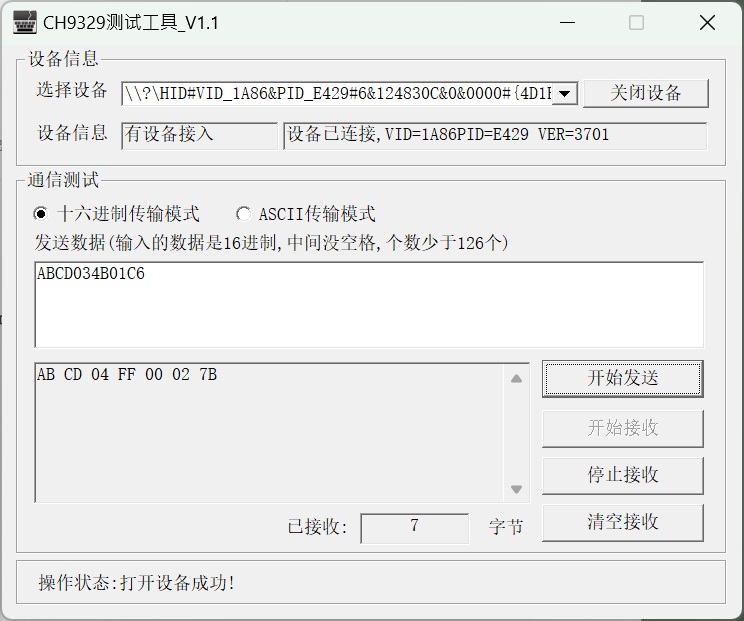 CH9329测试工具_V1.1
设备信息
选择设备 \\?\HID#VID_1A86&PID_E429#6&124830C&0&0000#{4D1E 关闭设备
设备信息 有设备接入 设备已连接,VID=1A86PID=E429 VER=3701
通信测试
十六进制传输模式 ASCII传输模式
发送数据(输入的数据是16进制,中间没空格,个数少于126个)
ABCD034B01C6
AB CD 04 FF 00 02 7B
开始发送
开始接收
停止接收
清空接收
已接收: 7 字节
操作状态:打开设备成功!